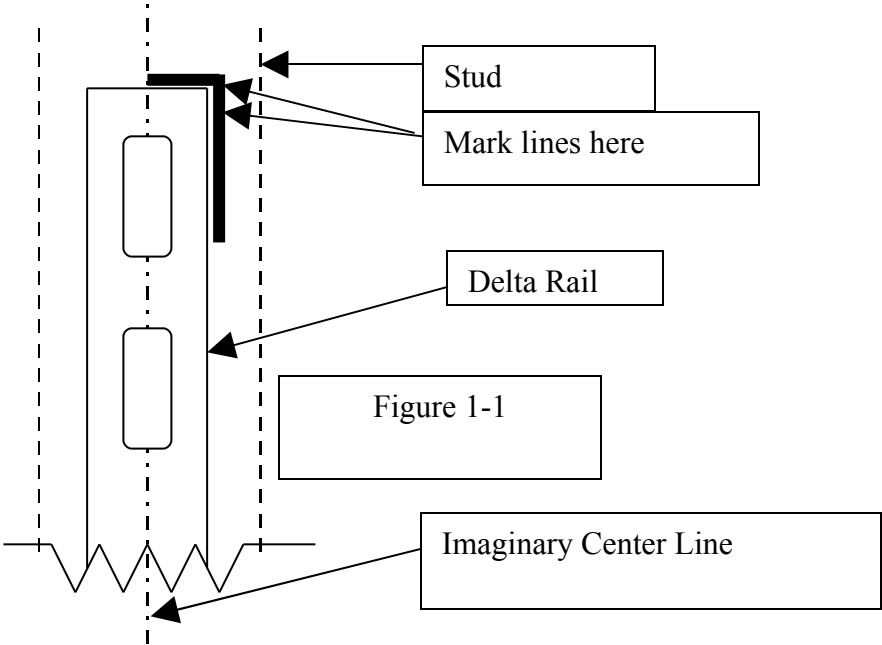 Stud
Mark lines here
Delta Rail
Figure 1-1
Imaginary Center Line